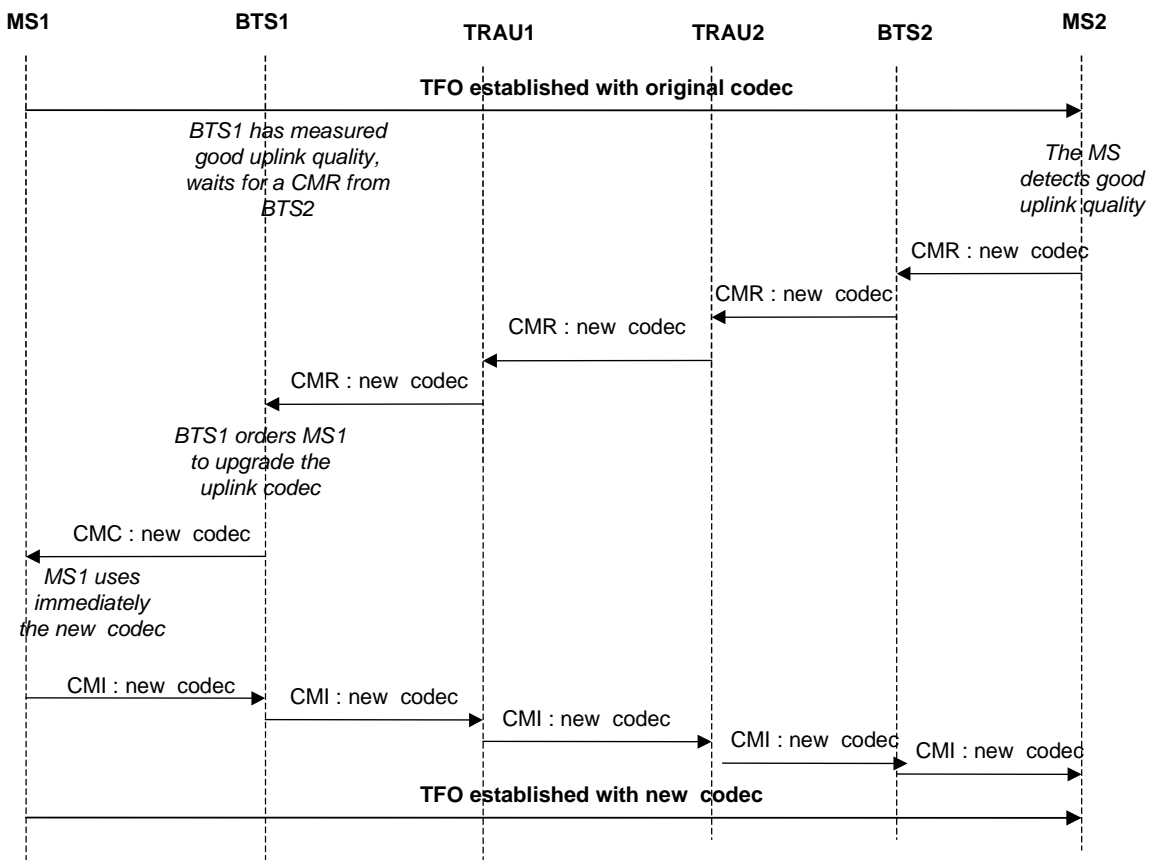 MS1
BTS1
TRAU1
TRAU2
BTS2
MS2
TFO established with original codec
BTS1 has measured
good uplink quality,
waits for a CMR from
BTS2
The MS
detects good
uplink quality
CMR : new codec
CMR : new codec
CMR : new codec
CMR : new codec
BTS1 orders MS1
to upgrade the
uplink codec
CMC : new codec
MS1 uses
immediately
the new codec
CMI : new codec
CMI : new codec
CMI : new codec
CMI : new codec
CMI : new codec
TFO established with new codec